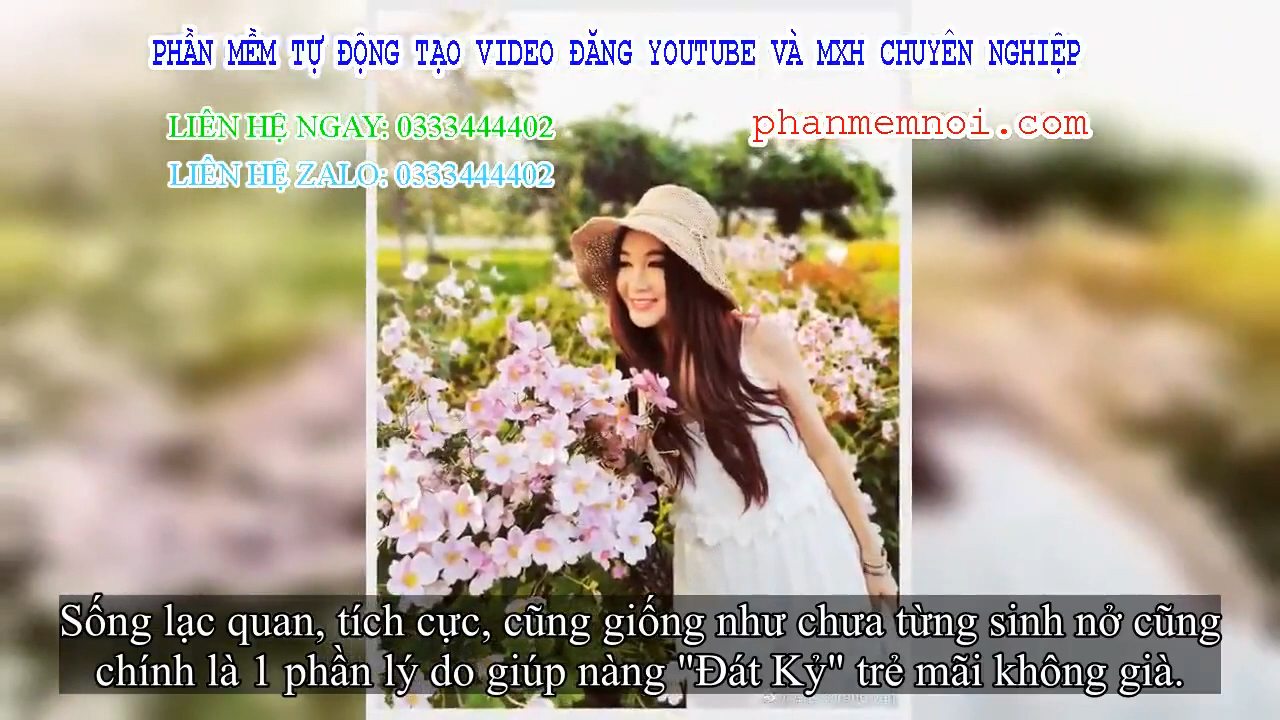 PHẦN MỀM TỰ ĐỘNG TẠO VIDEO ĐĂNG YOUTUBE VÀ MXH CHUYÊN NGHIỆP
LIÊN HỆ NGAY: 0333444402
phanmemnoi.com
LIÊN HỆ ZALO: 0333444402
Sống lạc quan, tích cực, cũng giống như chưa từng sinh nở cũng
chính là 1 phần lý do giúp nàng "Đát Kỷ" trẻ mãi không già.